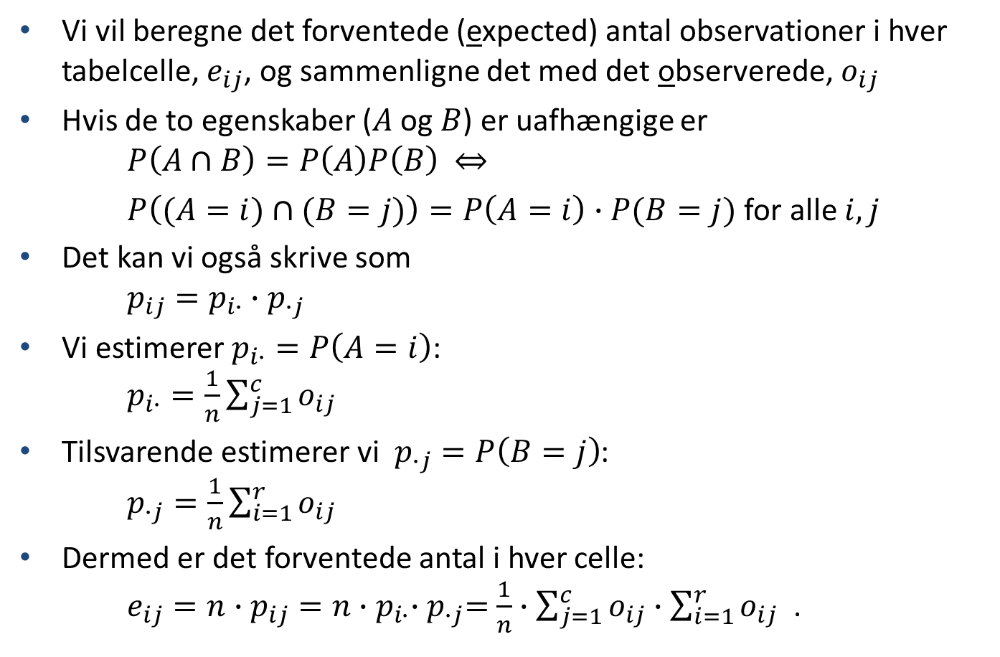 • Vi vil beregne det forventede (expected) antal observationer i hver
tabelcelle, $e_{ij}$, og sammenligne det med det observerede, $o_{ij}$
• Hvis de to egenskaber ($A$ og $B$) er uafhængige er
$P(A \cap B) = P(A)P(B) \Leftrightarrow$
$P((A = i) \cap (B = j)) = P(A = i) \cdot P(B = j)$ for alle $i, j$
• Det kan vi også skrive som
$p_{ij} = p_{i\cdot} \cdot p_{\cdot j}$
• Vi estimerer $p_{i\cdot} = P(A = i)$:
$p_{i\cdot} = \frac{1}{n} \sum_{j=1}^{c} o_{ij}$
• Tilsvarende estimerer vi $p_{\cdot j} = P(B = j)$:
$p_{\cdot j} = \frac{1}{n} \sum_{i=1}^{r} o_{ij}$
• Dermed er det forventede antal i hver celle:
$e_{ij} = n \cdot p_{ij} = n \cdot p_{i\cdot} \cdot p_{\cdot j} = \frac{1}{n} \cdot \sum_{j=1}^{c} o_{ij} \cdot \sum_{i=1}^{r} o_{ij}$ .